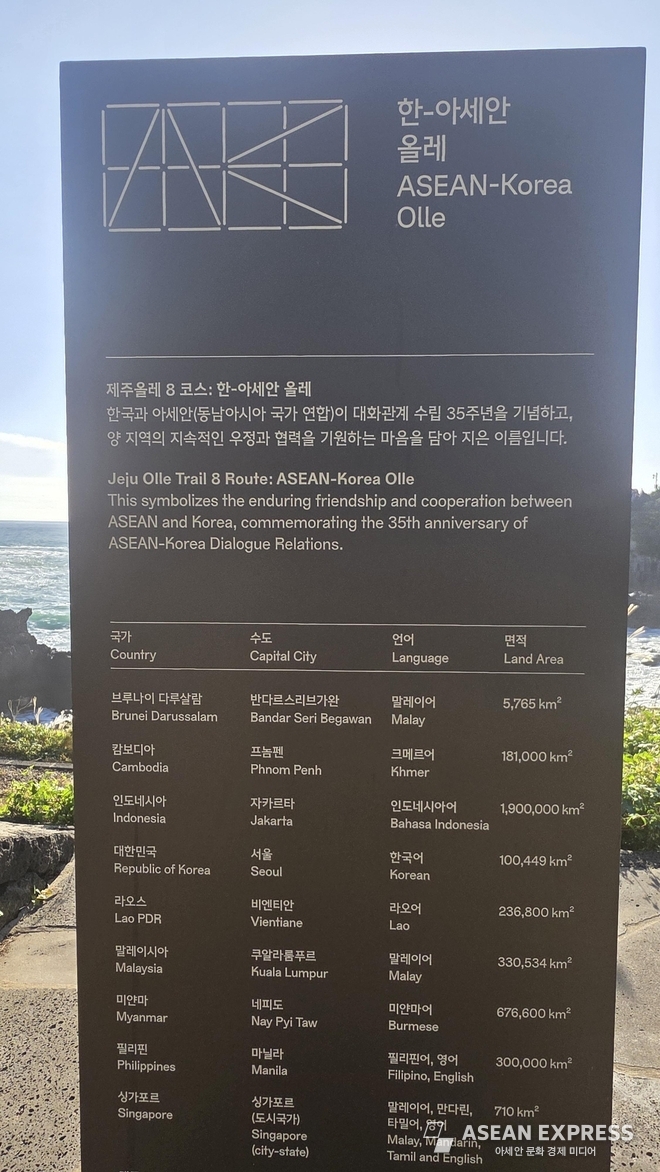 한-아세안
올레
ASEAN-Korea
Olle
제주올레 8 코스: 한-아세안 올레
한국과 아세안(동남아시아 국가 연합)이 대화관계 수립 35주년을 기념하고,
양 지역의 지속적인 우정과 협력을 기원하는 마음을 담아 지은 이름입니다.
Jeju Olle Trail 8 Route: ASEAN-Korea Olle
This symbolizes the enduring friendship and cooperation between
ASEAN and Korea, commemorating the 35th anniversary of
ASEAN-Korea Dialogue Relations.
국가 수도 언어 면적
Country Capital City Language Land Area
브루나이 다루살람 반다르스리브가완 말레이어 5,765 km²
Brunei Darussalam Bandar Seri Begawan Malay
캄보디아 프놈펜 크메르어 181,000 km²
Cambodia Phnom Penh Khmer
인도네시아 자카르타 인도네시아어 1,900,000 km²
Indonesia Jakarta Bahasa Indonesia
대한민국 서울 한국어 100,449 km²
Republic of Korea Seoul Korean
라오스 비엔티안 라오어 236,800 km²
Lao PDR Vientiane Lao
말레이시아 쿠알라룸푸르 말레이어 330,534 km²
Malaysia Kuala Lumpur Malay
미얀마 네피도 미얀마어 676,600 km²
Myanmar Nay Pyi Taw Burmese
필리핀 마닐라 필리핀어, 영어 300,000 km²
Philippines Manila Filipino, English
싱가포르 싱가포르 말레이어, 만다린, 710 km²
Singapore (도시국가) 타밀어, 영어
Singapore Malay, Mandarin,
(city-state) Tamil and English
ASEAN EXPRESS
아세안 문화 경제 미디어